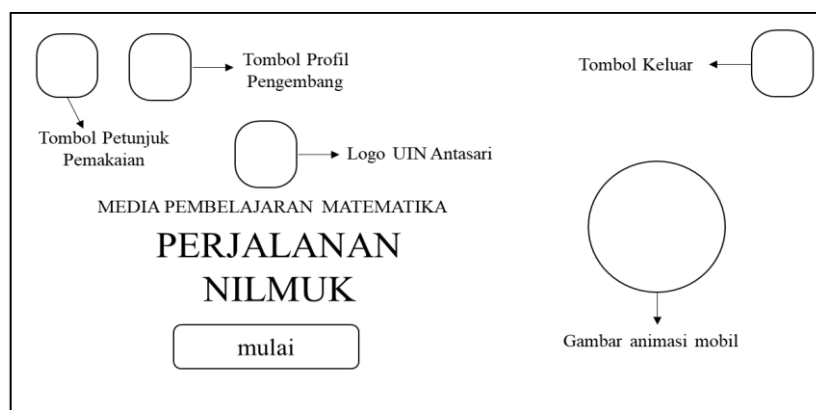 Tombol Profil
Pengembang
Tombol Keluar
Tombol Petunjuk
Pemakaian
Logo UIN Antasari
MEDIA PEMBELAJARAN MATEMATIKA
PERJALANAN
NILMUK
mulai
Gambar animasi mobil